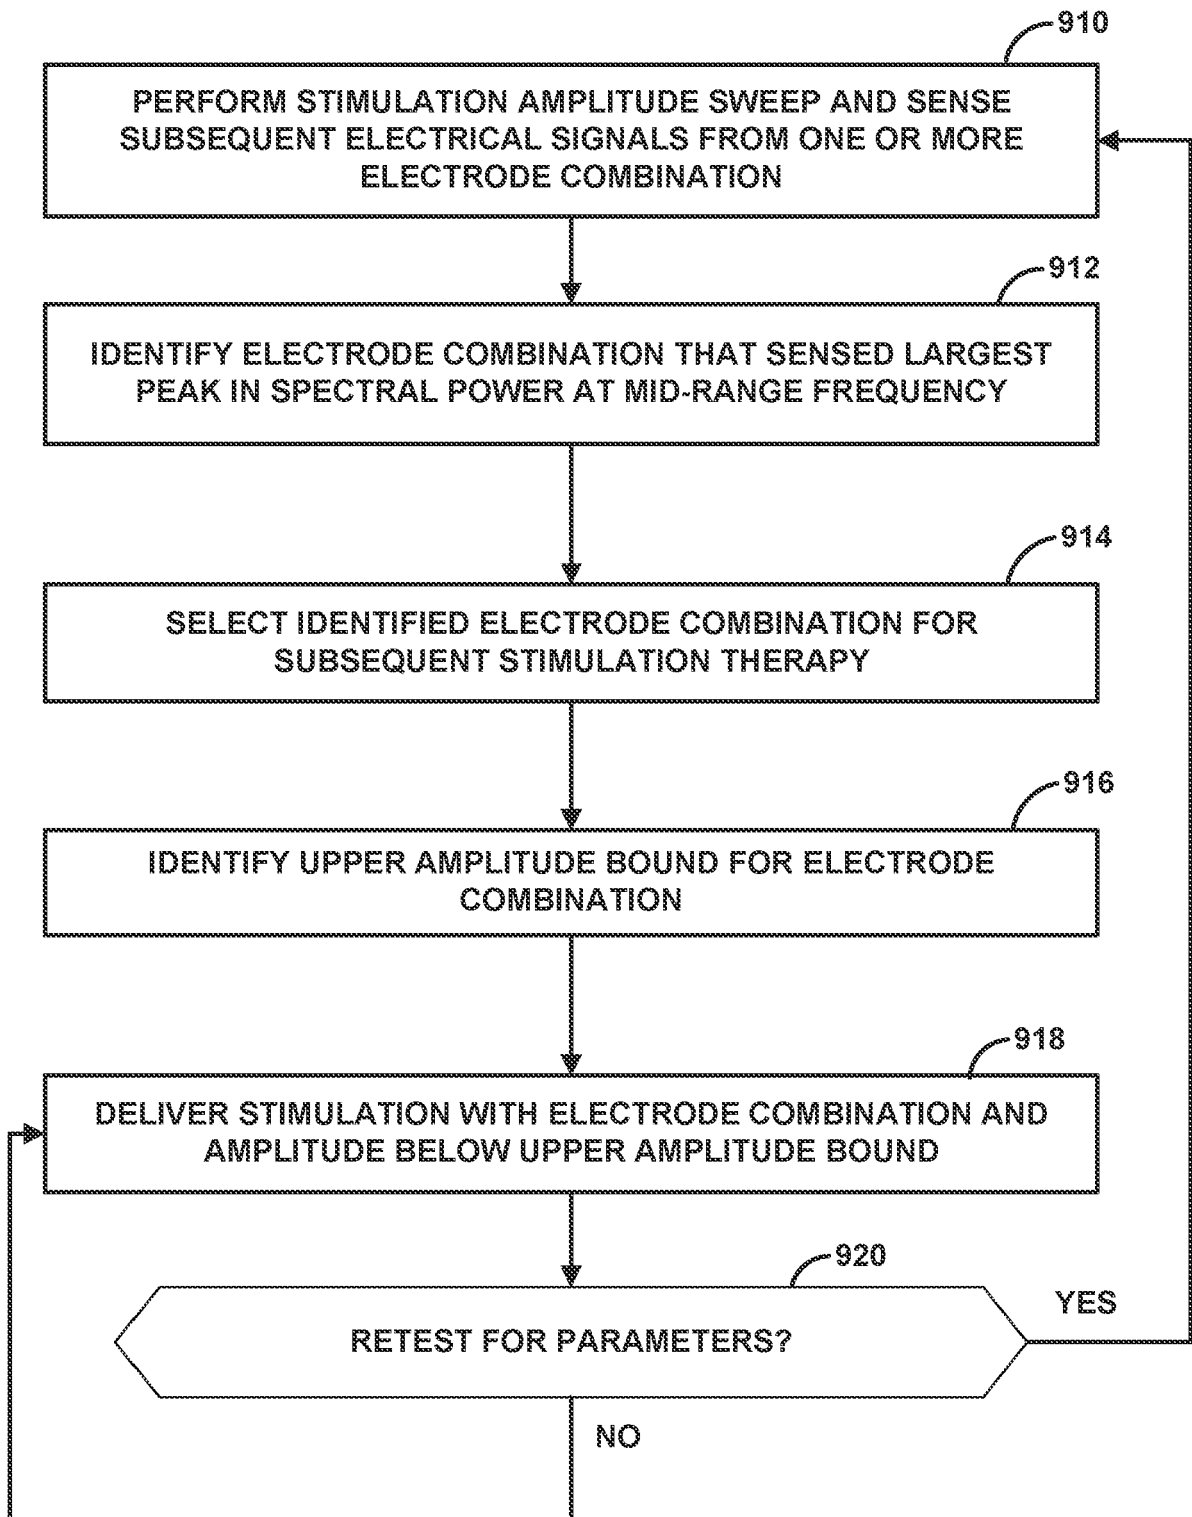 910
PERFORM STIMULATION AMPLITUDE SWEEP AND SENSE
SUBSEQUENT ELECTRICAL SIGNALS FROM ONE OR MORE
ELECTRODE COMBINATION
912
IDENTIFY ELECTRODE COMBINATION THAT SENSED LARGEST
PEAK IN SPECTRAL POWER AT MID-RANGE FREQUENCY
914
SELECT IDENTIFIED ELECTRODE COMBINATION FOR
SUBSEQUENT STIMULATION THERAPY
916
IDENTIFY UPPER AMPLITUDE BOUND FOR ELECTRODE
COMBINATION
918
DELIVER STIMULATION WITH ELECTRODE COMBINATION AND
AMPLITUDE BELOW UPPER AMPLITUDE BOUND
920
RETEST FOR PARAMETERS?
YES
NO